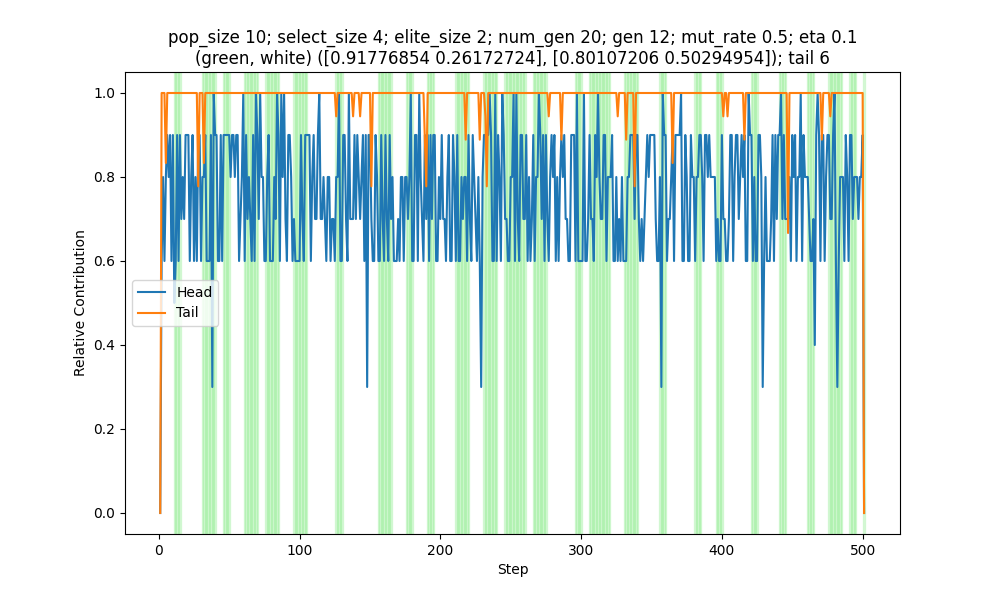 pop_size 10; select_size 4; elite_size 2; num_gen 20; gen 12; mut_rate 0.5; eta 0.1
(green, white) ([0.91776854 0.26172724], [0.80107206 0.50294954]); tail 6
1.0
0.8
0.6
0.4
0.2
0.0
Relative Contribution
Head
Tail
0
100
200
300
400
500
Step